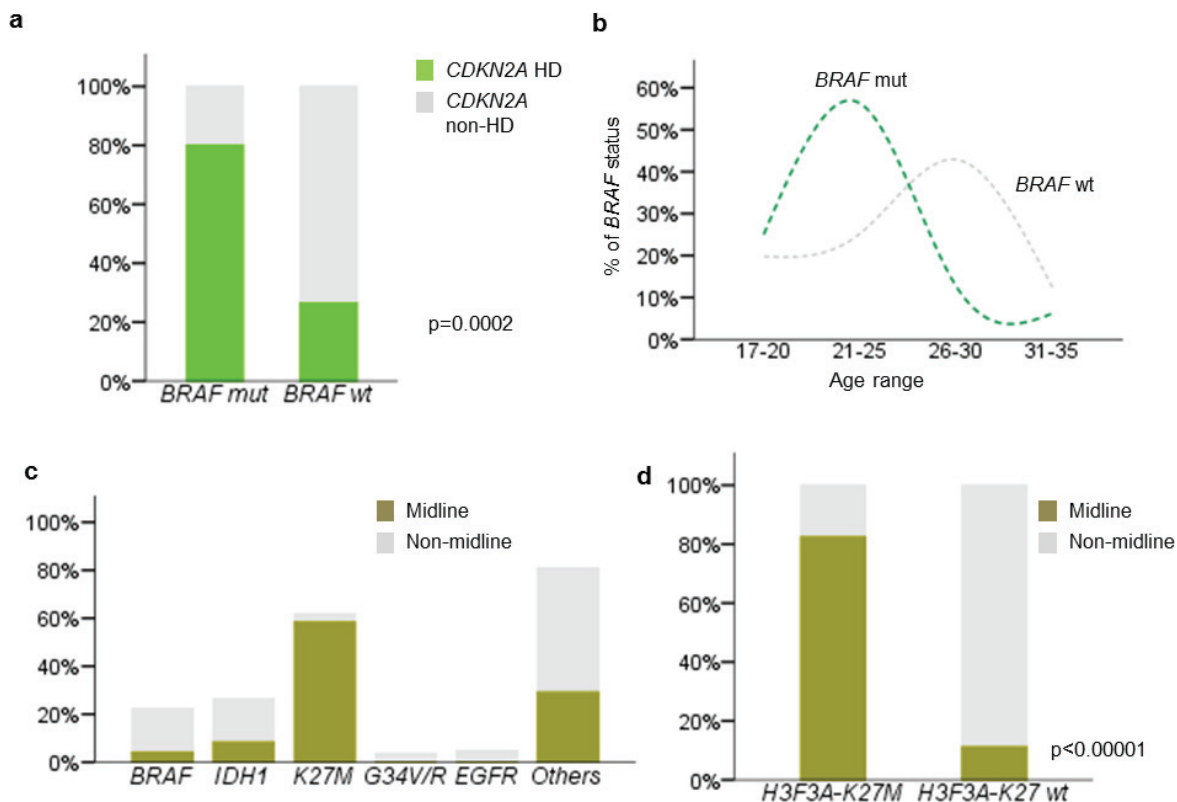 a
100%
80%
60%
40%
20%
0%
BRAF mut
BRAF wt
CDKN2A HD
CDKN2A
non-HD
p=0.0002
b
60%
50%
40%
30%
20%
10%
0%
% of BRAF status
BRAF mut
BRAF wt
17-20
21-25
26-30
31-35
Age range
c
100%
80%
60%
40%
20%
0%
Midline
Non-midline
BRAF
IDH1
K27M
G34V/R
EGFR
Others
d
100%
80%
60%
40%
20%
0%
Midline
Non-midline
p<0.00001
H3F3A-K27M
H3F3A-K27 wt